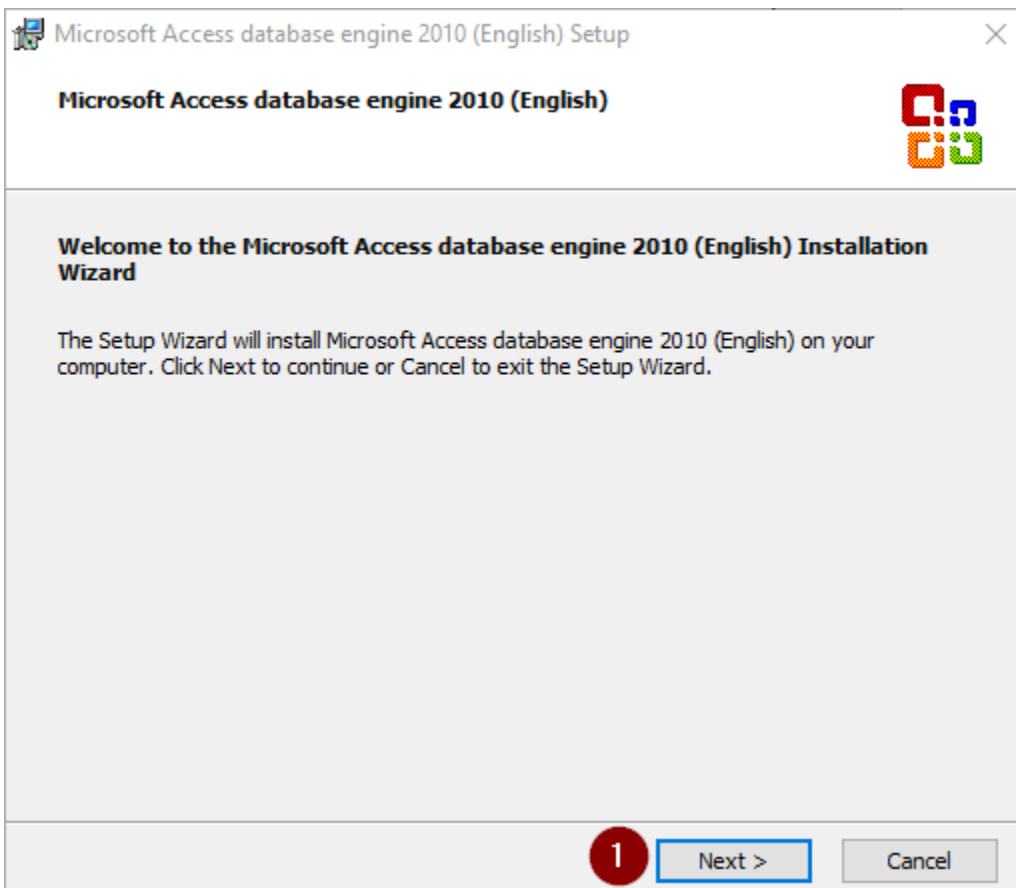 Microsoft Access database engine 2010 (English) Setup
Microsoft Access database engine 2010 (English)
Welcome to the Microsoft Access database engine 2010 (English) Installation
Wizard
The Setup Wizard will install Microsoft Access database engine 2010 (English) on your
computer. Click Next to continue or Cancel to exit the Setup Wizard.
1 Next > Cancel